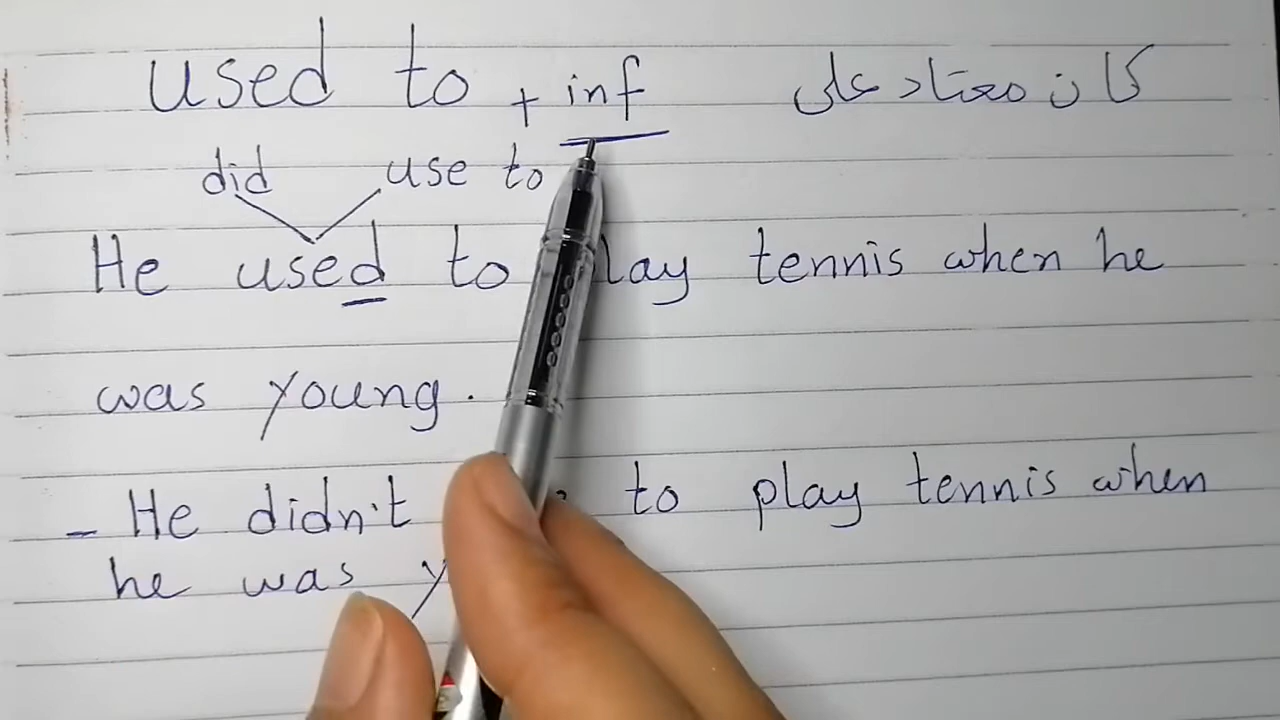 used to + inf كان معتاد على
did use to
He used to play tennis when he
was young.
- He didn't to play tennis when
he was